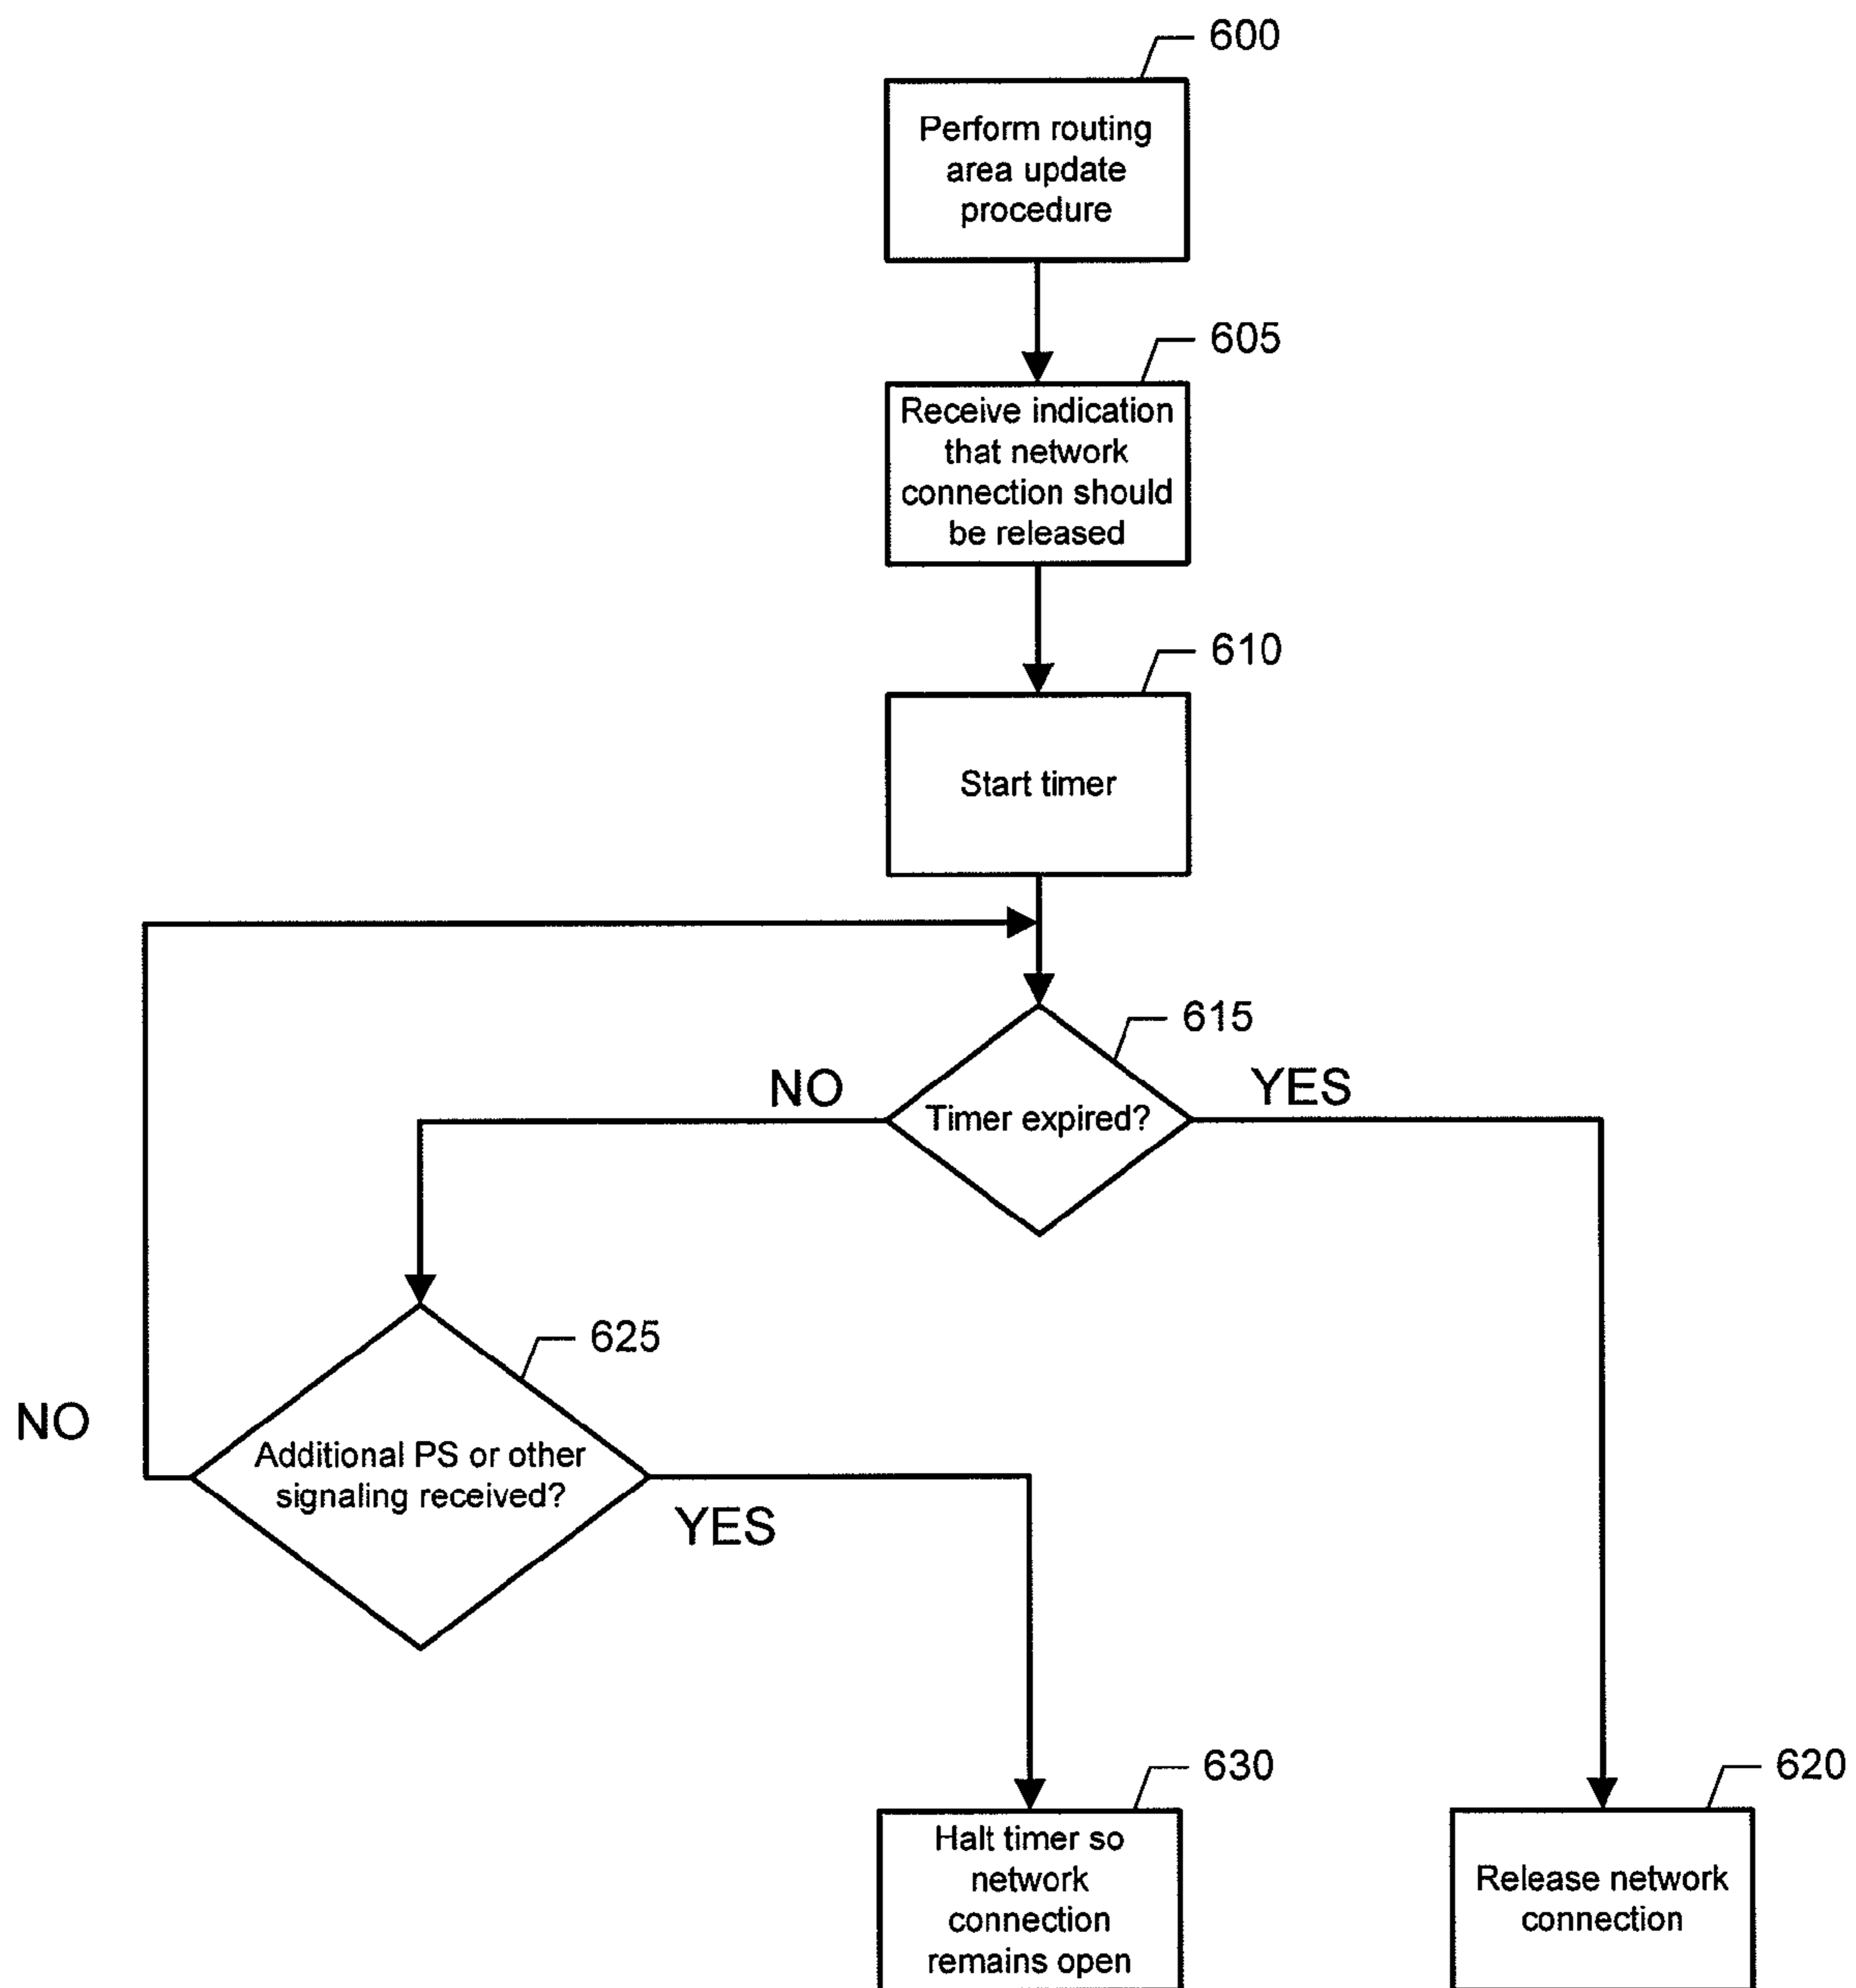 600
Perform routing
area update
procedure
605
Receive indication
that network
connection should
be released
610
Start timer
615
NO
Timer expired?
YES
625
NO
Additional PS or other
signaling received?
YES
630
Halt timer so
network
connection
remains open
620
Release network
connection